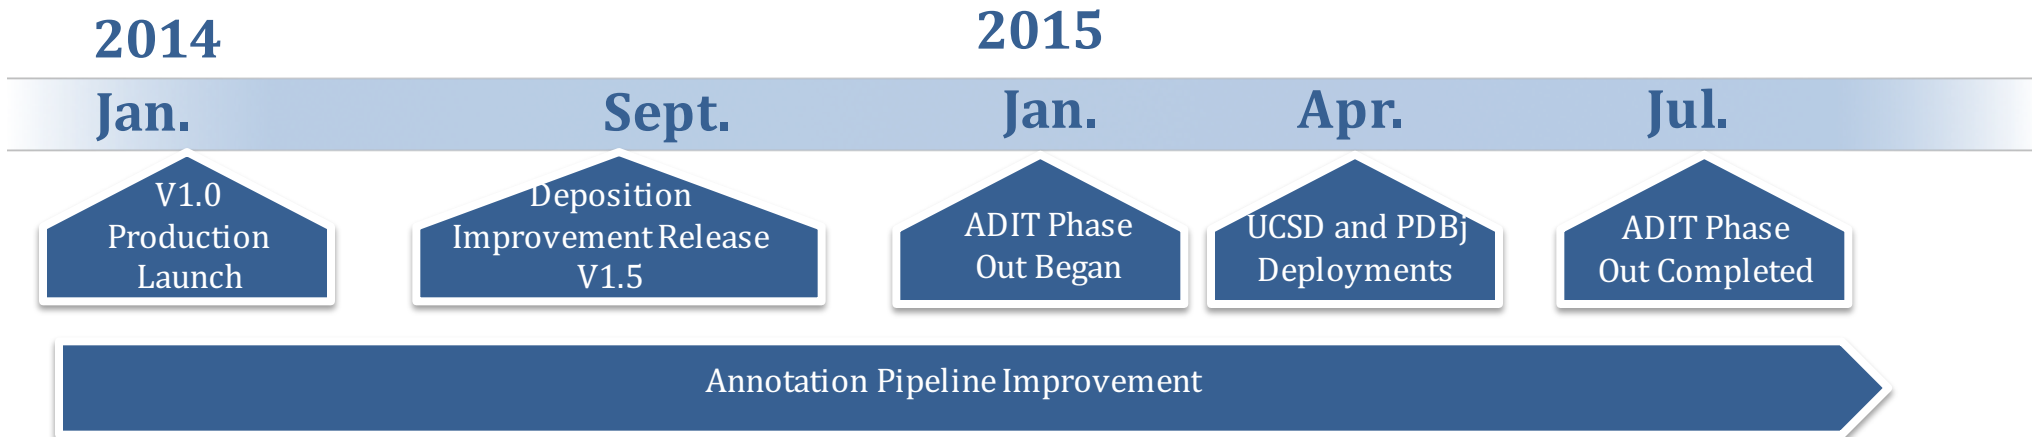 2014
2015
Jan.
Sept.
Jan.
Apr.
Jul.
V1.0
Production
Launch
Deposition
Improvement Release
V1.5
ADIT Phase
Out Began
UCSD and PDBj
Deployments
ADIT Phase
Out Completed
Annotation Pipeline Improvement